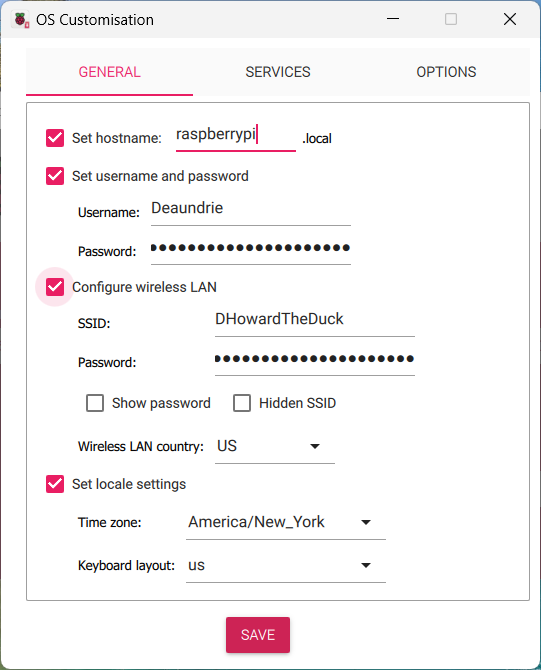 OS Customisation
GENERAL SERVICES OPTIONS
Set hostname: raspberrypi .local
Set username and password
Username: Deaundrie
Password: ••••••••••••••••••••
Configure wireless LAN
SSID: DHowardTheDuck
Password: ••••••••••••••••••••
Show password Hidden SSID
Wireless LAN country: US
Set locale settings
Time zone: America/New_York
Keyboard layout: us
SAVE